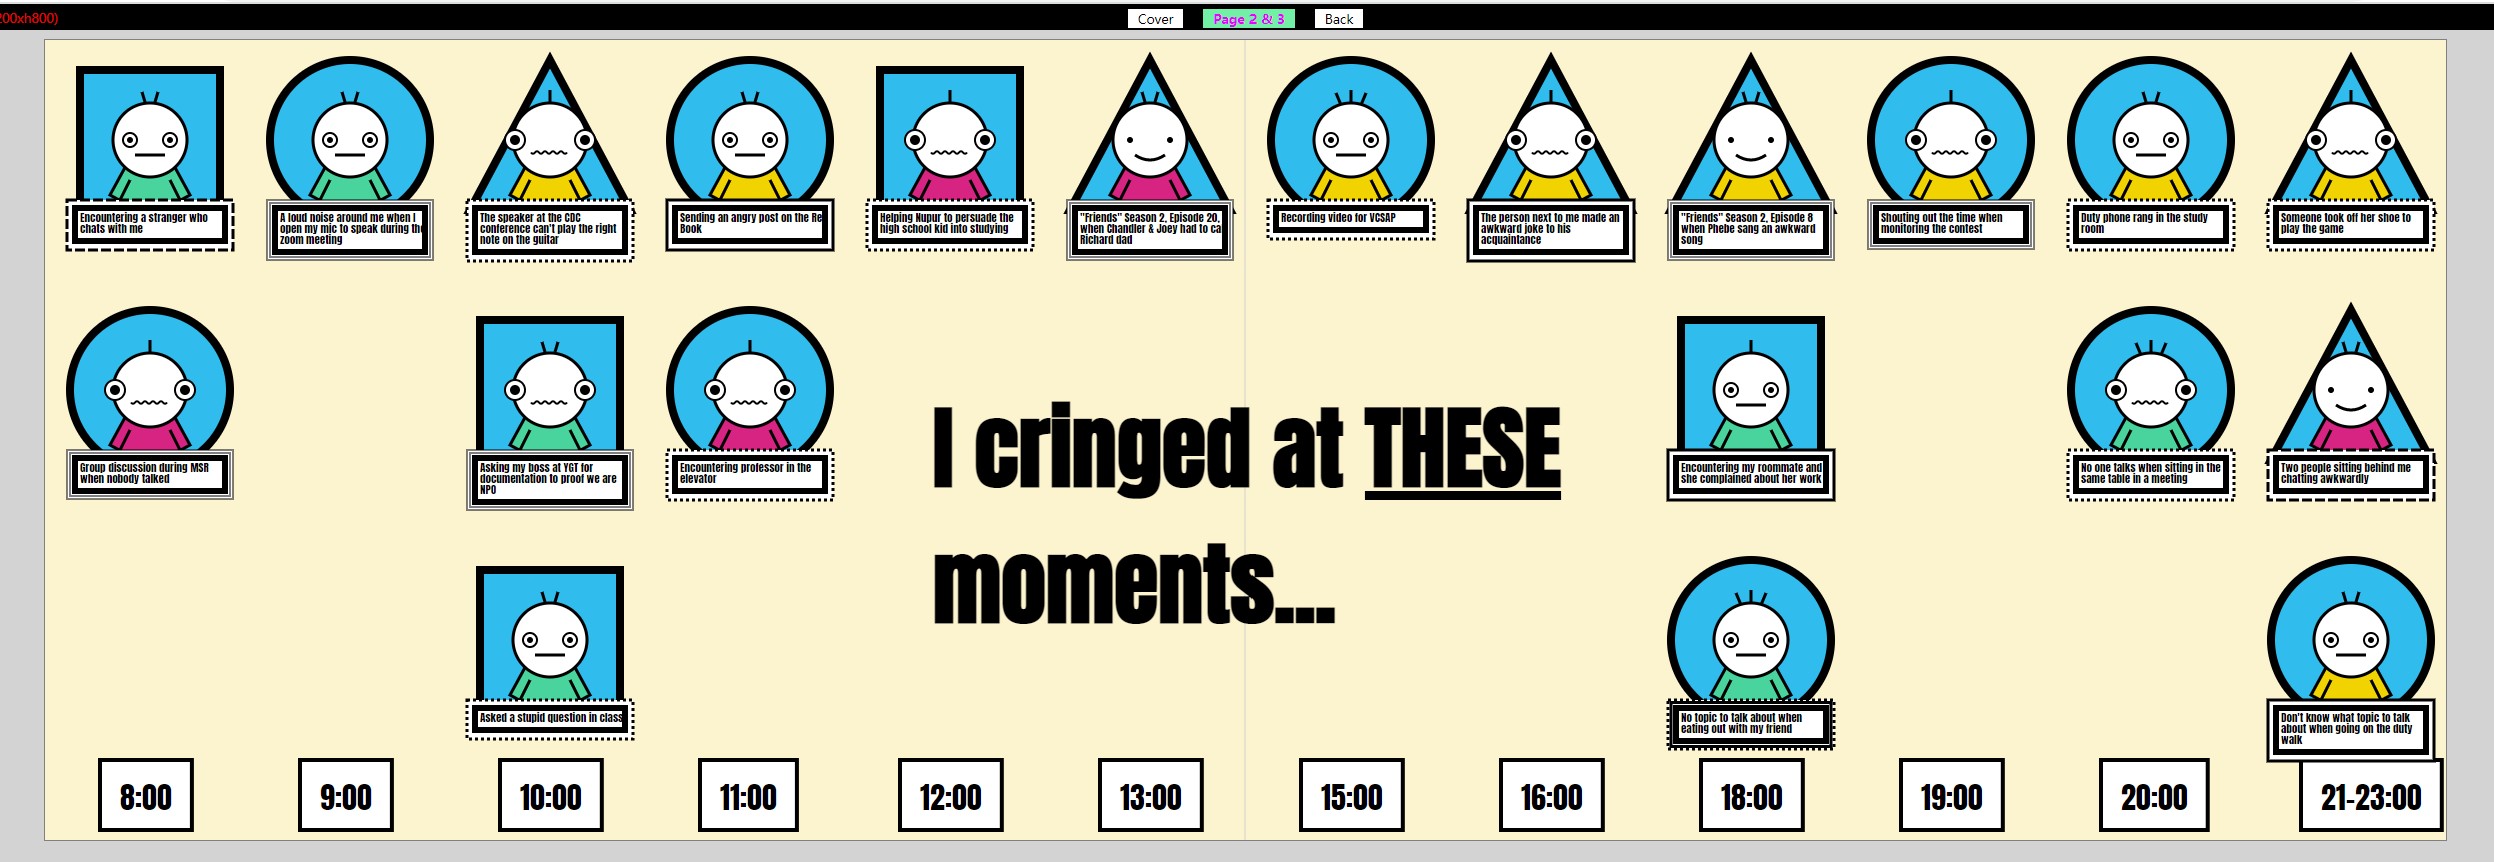 200xh800)
Cover
Page 2 & 3
Back
Encountering a stranger who
chats with me
A loud noise around me when I
open my mic to speak during the
zoom meeting
The speaker at the CDC
conference can't play the right
note on the guitar
Sending an angry post on the Re
Book
Helping Nupur to persuade the
high school kid into studying
"Friends" Season 2, Episode 20,
when Chandler & Joey had to ca
Richard dad
Recording video for VCSAP
The person next to me made an
awkward joke to his
acquaintance
"Friends" Season 2, Episode 8
when Phebe sang an awkward
song
Shouting out the time when
monitoring the contest
Duty phone rang in the study
room
Someone took off her shoe to
play the game
Group discussion during MSR
when nobody talked
Asking my boss at YGT for
documentation to proof we are
NPO
Encountering professor in the
elevator
I cringed at THESE
moments...
Encountering my roommate and
she complained about her work
No one talks when sitting in the
same table in a meeting
Two people sitting behind me
chatting awkwardly
Asked a stupid question in class
No topic to talk about when
eating out with my friend
Don't know what topic to talk
about when going on the duty
walk
8:00
9:00
10:00
11:00
12:00
13:00
15:00
16:00
18:00
19:00
20:00
21-23:00